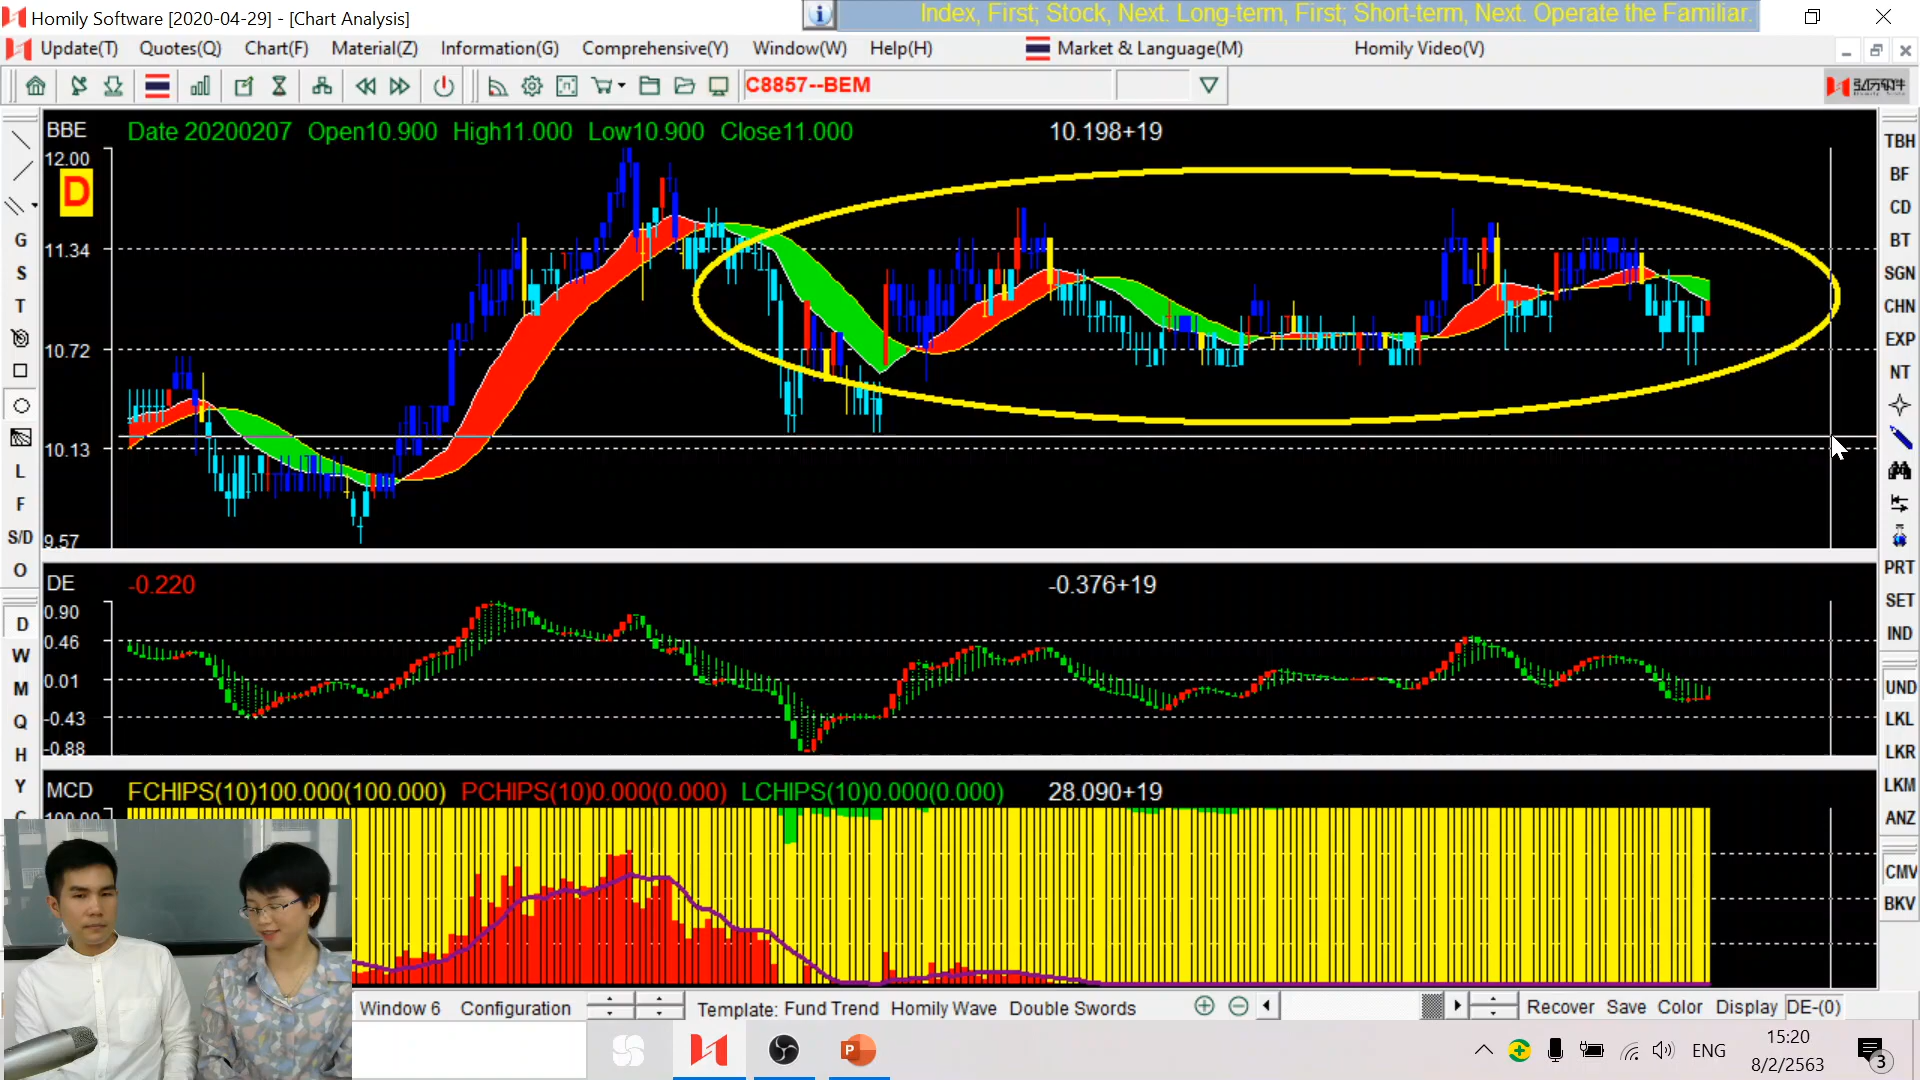 Homily Software [2020-04-29] - [Chart Analysis]
Index, First; Stock, Next. Long-term, First; Short-term, Next. Operate the Familiar.
Update(T) Quotes(Q) Chart(F) Material(Z) Information(G) Comprehensive(Y) Window(W) Help(H) Market & Language(M) Homily Video(V)
C8857--BEM
弘历软件
BBE Date 20200207 Open10.900 High11.000 Low10.900 Close11.000 10.198+19
12.00
D
11.34
10.72
10.13
9.57
DE -0.220 -0.376+19
0.90
0.46
0.01
-0.43
-0.88
MCD FCHIPS(10)100.000(100.000) PCHIPS(10)0.000(0.000) LCHIPS(10)0.000(0.000) 28.090+19
G
S
T
L
F
S/D
O
D
W
M
Q
H
Y
TBH
BF
CD
BT
SGN
CHN
EXP
NT
PRT
SET
IND
UND
LKL
LKR
LKM
ANZ
CMV
BKV
Window 6 Configuration Template: Fund Trend Homily Wave Double Swords Recover Save Color Display DE-(0)
P
ENG
15:20
8/2/2563
3